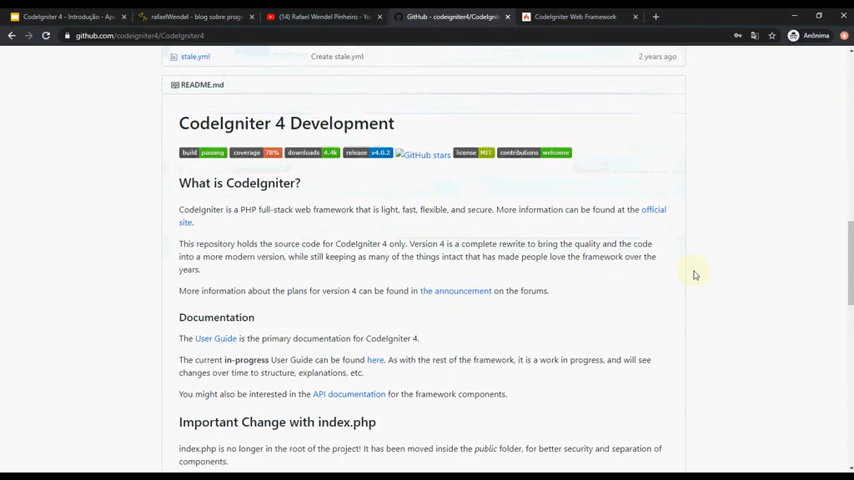 CodeIgniter 4 - Introdução - Ap
rafaelWendel - blog sobre prog
(14) Rafael Wendel Pinheiro - Yo
GitHub - codeigniter4/CodeIgnit
CodeIgniter Web Framework
github.com/codeigniter4/CodeIgniter4
Anônima
stale.yml Create stale.yml 2 years ago
README.md
CodeIgniter 4 Development
build passing coverage 78% downloads 4.4k release v4.0.2 GitHub stars license MIT contributions welcome
What is CodeIgniter?
CodeIgniter is a PHP full-stack web framework that is light, fast, flexible, and secure. More information can be found at the official
site.
This repository holds the source code for CodeIgniter 4 only. Version 4 is a complete rewrite to bring the quality and the code
into a more modern version, while still keeping as many of the things intact that has made people love the framework over the
years.
More information about the plans for version 4 can be found in the announcement on the forums.
Documentation
The User Guide is the primary documentation for CodeIgniter 4.
The current in-progress User Guide can be found here. As with the rest of the framework, it is a work in progress, and will see
changes over time to structure, explanations, etc.
You might also be interested in the API documentation for the framework components.
Important Change with index.php
index.php is no longer in the root of the project! It has been moved inside the public folder, for better security and separation of
components.